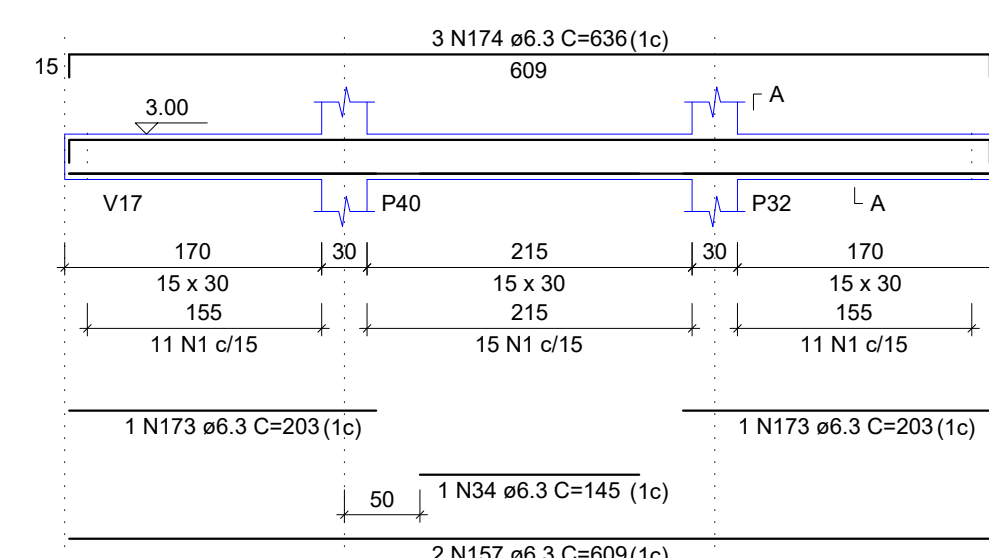 3 N174 ø6.3 C=636(1c)
15
609
A
3.00
V17
P40
P32
A
170
30
215
30
170
15 x 30
15 x 30
15 x 30
155
215
155
11 N1 c/15
15 N1 c/15
11 N1 c/15
1 N173 ø6.3 C=203(1c)
1 N173 ø6.3 C=203(1c)
1 N34 ø6.3 C=145 (1c)
50
2 N157 ø6.3 C=609(1c)